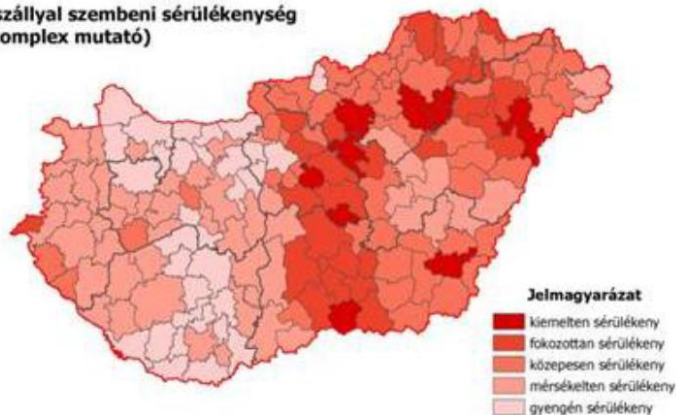 szállyal szembeni sérülékenység
omplex mutató)
Jelmagyarázat
kiemelten sérülékeny
fokozottan sérülékeny
közepesen sérülékeny
mérsékelten sérülékeny
gyengén sérülékeny